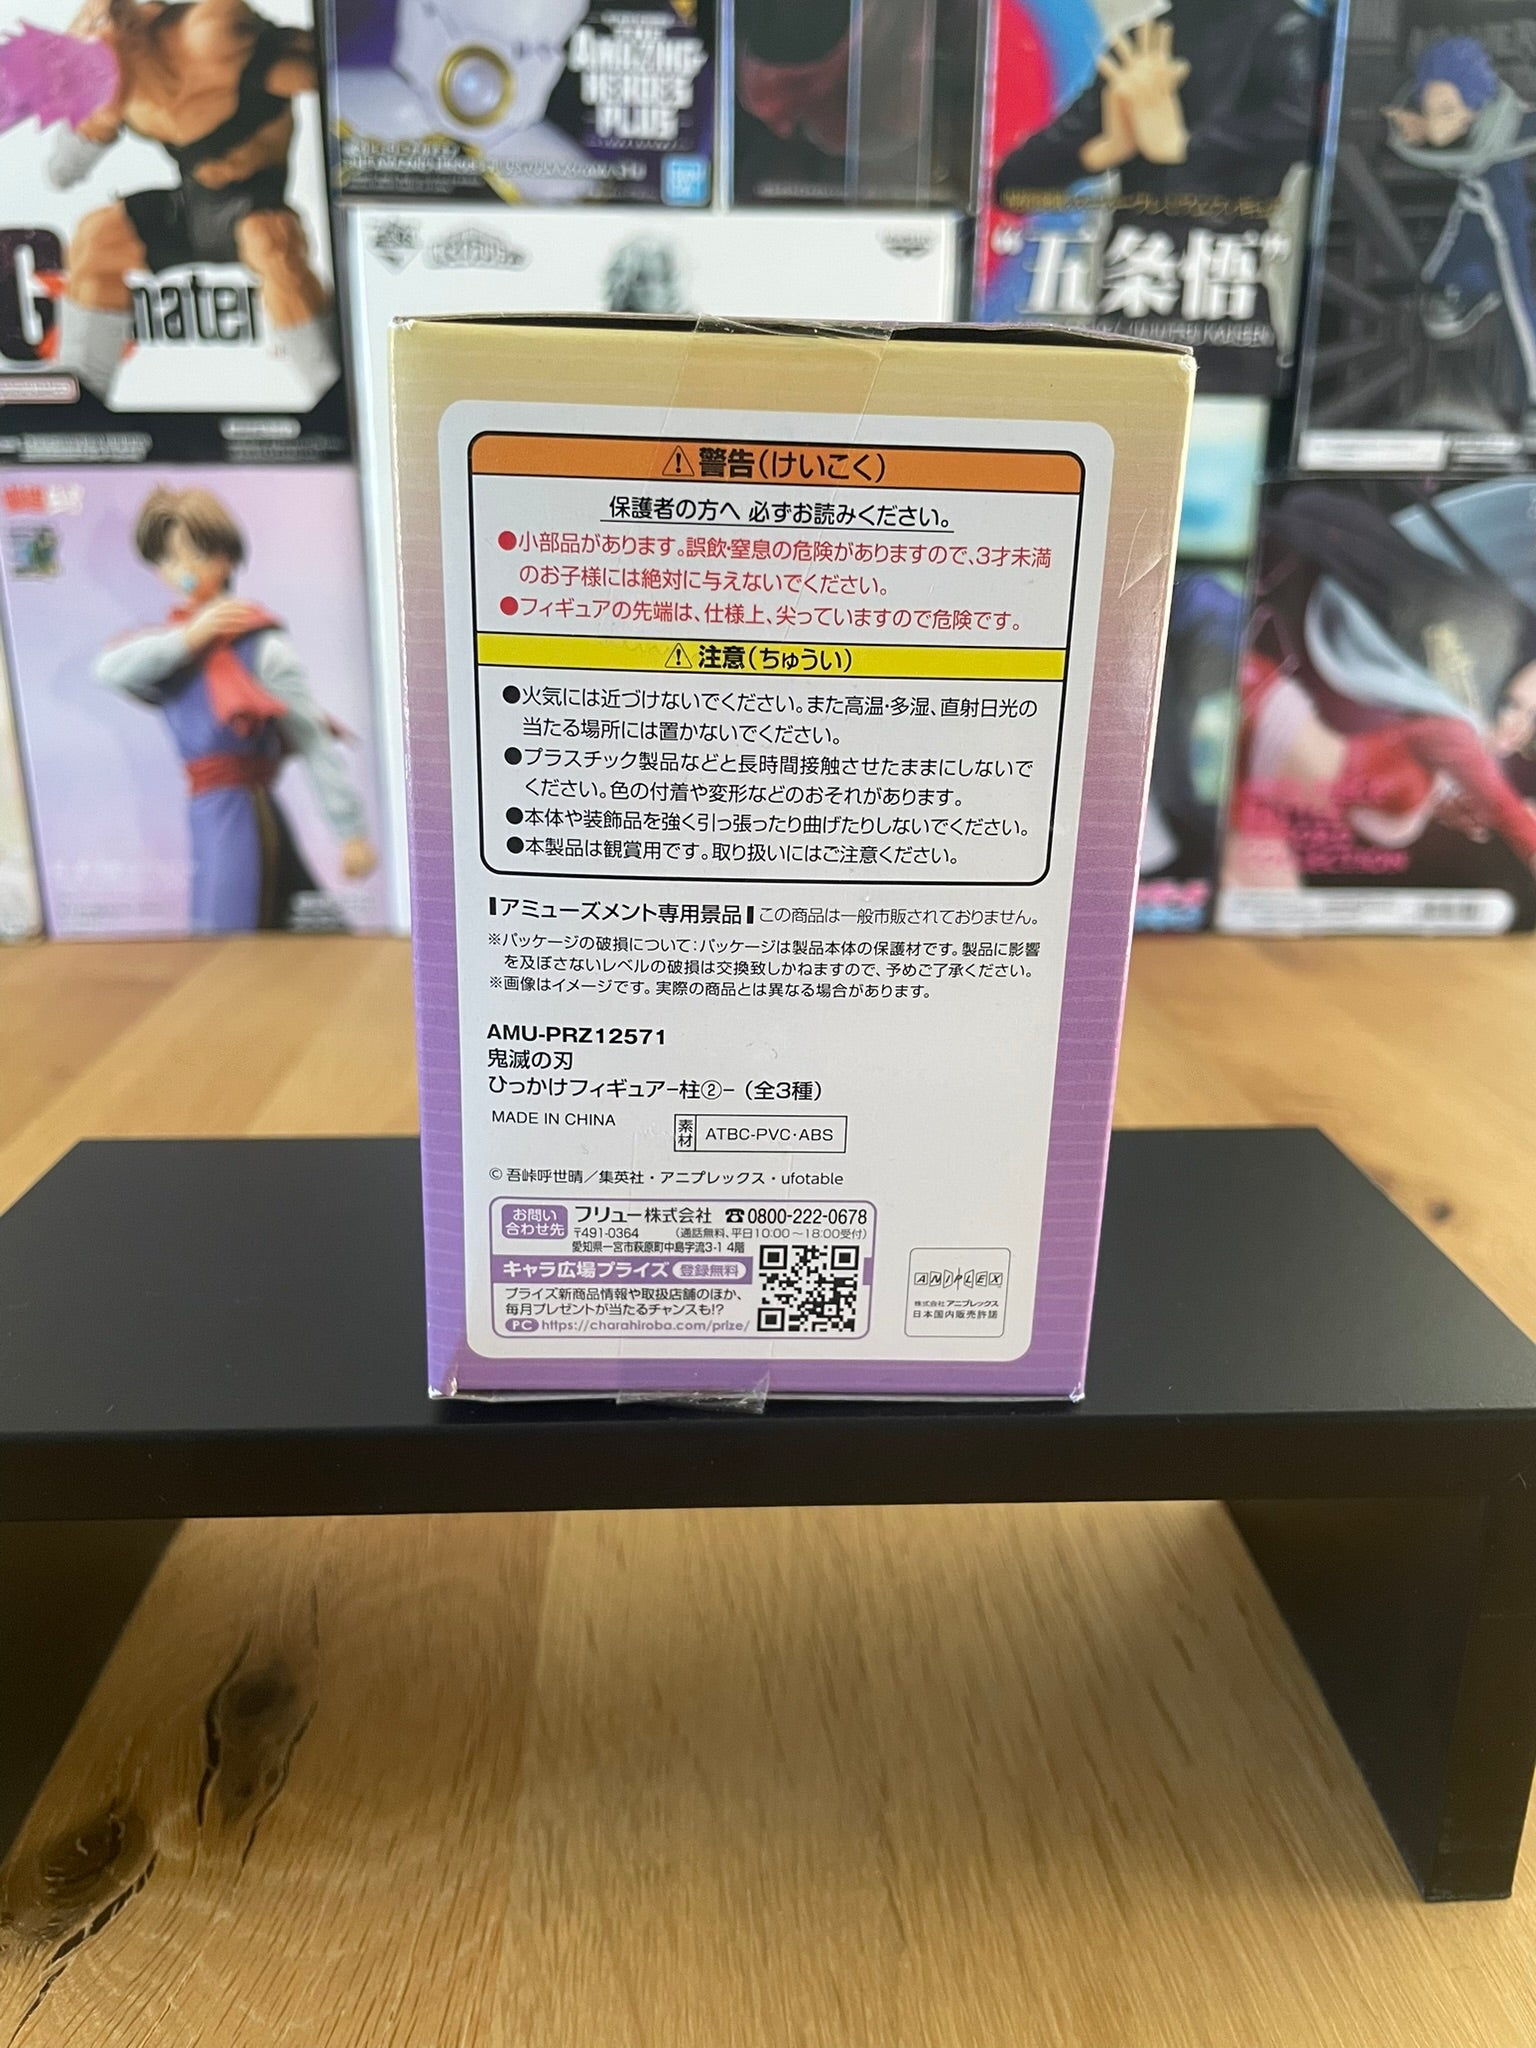 G
mater
THE
AMAZING
HEROES
PLUS
"五条悟"
JUJUTSU KAISEN
警告(けいこく)
保護者の方へ 必ずお読みください。
●小部品があります。誤飲・窒息の危険がありますので、3才未満
のお子様には絶対に与えないでください。
●フィギュアの先端は、仕様上、尖っていますので危険です。
注意(ちゅうい)
●火気には近づけないでください。また高温・多湿、直射日光の
当たる場所には置かないでください。
●プラスチック製品などと長時間接触させたままにしないで
ください。色の付着や変形などのおそれがあります。
●本体や装飾品を強く引っ張ったり曲げたりしないでください。
●本製品は観賞用です。取り扱いにはご注意ください。
アミューズメント専用景品 この商品は一般市販されておりません。
※パッケージの破損について:パッケージは製品本体の保護材です。製品に影響
を及ぼさないレベルの破損は交換致しかねますので、予めご了承ください。
※画像はイメージです。実際の商品とは異なる場合があります。
AMU-PRZ12571
鬼滅の刃
ひっかけフィギュア-柱②-(全3種)
MADE IN CHINA
素材 ATBC-PVC・ABS
© 吾峠呼世晴/集英社・アニプレックス・ufotable
お問い合わせ先 フリュー株式会社 ☎0800-222-0678
〒491-0364 (通話無料、平日10:00~18:00受付)
愛知県一宮市萩原町中島字流3-1 4階
キャラ広場プライズ 登録無料
プライズ新商品情報や取扱店舗のほか、
毎月プレゼントが当たるチャンスも!?
PC https://charahiroba.com/prize/
ANIPLEX
株式会社アニプレックス
日本国内販売許諾